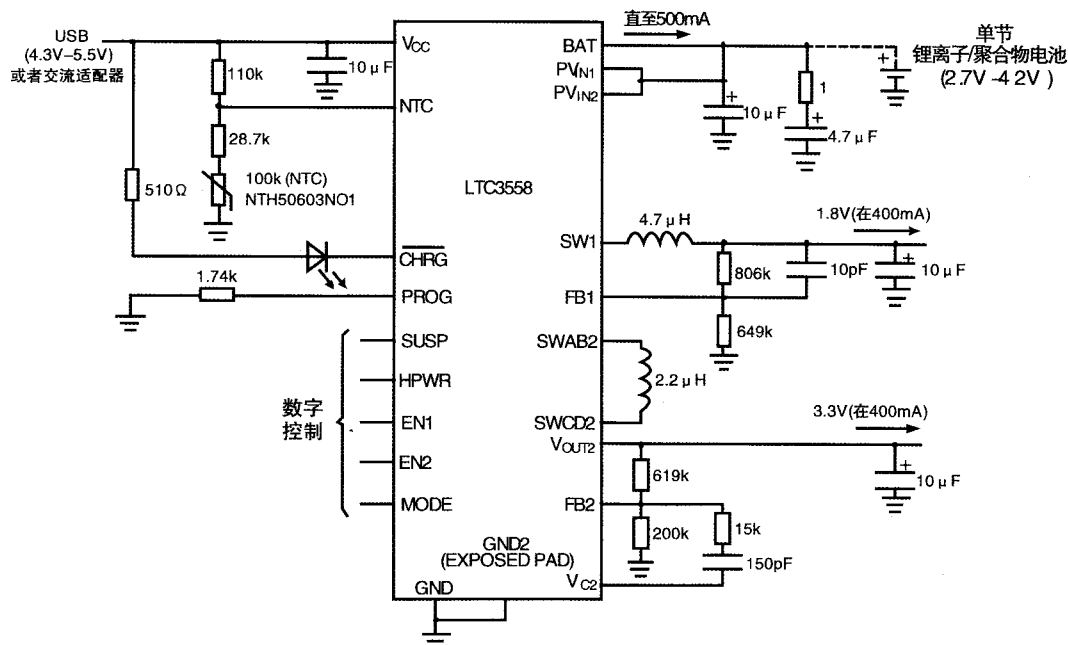 USB
(4.3V–5.5V)
或者交流适配器
110k
28.7k
100k (NTC)
NTH50603NO1
510Ω
10μF
1.74k
数字
控制
VCC
NTC
CHRG
PROG
SUSP
HPWR
EN1
EN2
MODE
GND
LTC3558
GND2
(EXPOSED PAD)
BAT
PVIN1
PVIN2
SW1
FB1
SWAB2
SWCD2
VOUT2
FB2
VC2
直至500mA
单节
锂离子/聚合物电池
(2.7V -4 2V )
+
+
10μF
1
+
4.7μF
4.7μH
1.8V(在400mA)
806k
10pF
+
10μF
649k
2.2μH
3.3V(在400mA)
619k
+
10μF
200k
15k
150pF